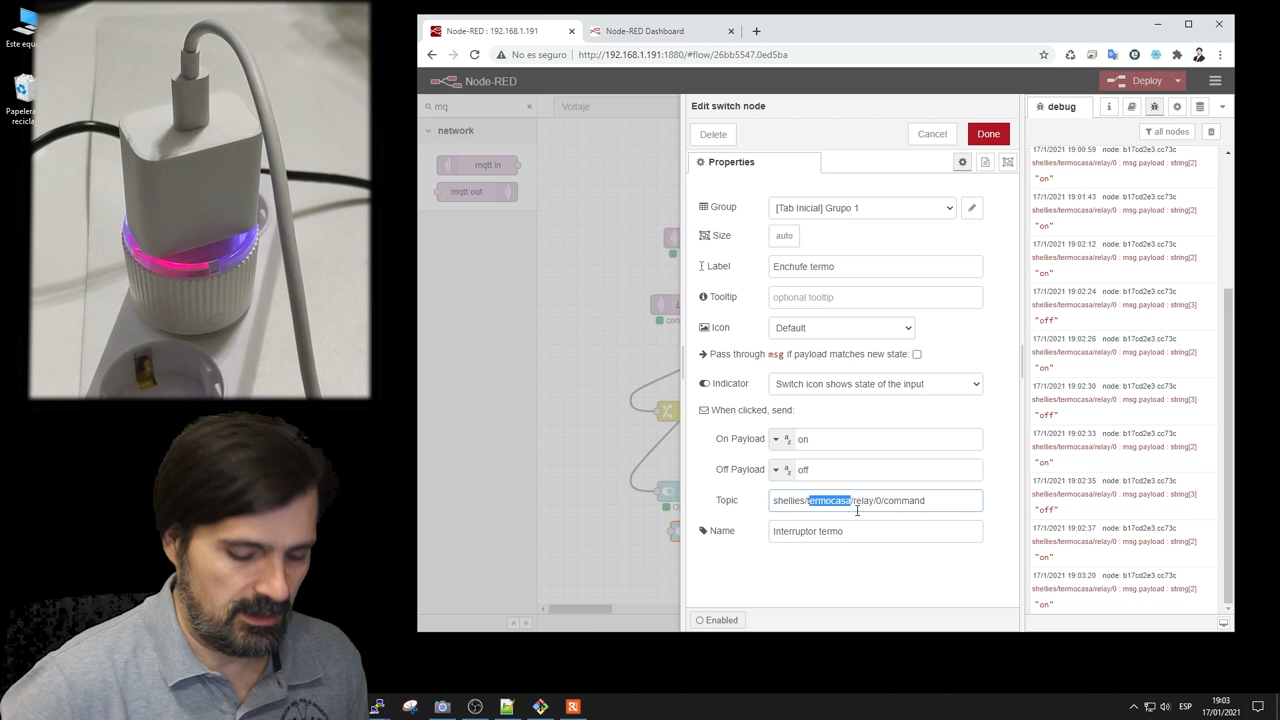 Este equ
Papelera
recicla
Node-RED : 192.168.1.191
Node-RED Dashboard
No es seguro
http://192.168.1.191:1880/#flow/26bb5547.0ed5ba
Node-RED
Deploy
mq
network
mqtt in
mqtt out
Voltaje
Edit switch node
Delete
Cancel
Done
Properties
Group
[Tab Inicial] Grupo 1
Size
auto
Label
Enchufe termo
Tooltip
optional tooltip
Icon
Default
Pass through msg if payload matches new state:
Indicator
Switch icon shows state of the input
When clicked, send:
On Payload
on
Off Payload
off
Topic
shellies/termocasa/relay/0/command
Name
Interruptor termo
Enabled
debug
all nodes
17/1/2021 19:00:59 node: b17cd2e3.cc73c
shellies/termocasa/relay/0 : msg.payload : string[2]
"on"
17/1/2021 19:01:43 node: b17cd2e3.cc73c
shellies/termocasa/relay/0 : msg.payload : string[2]
"on"
17/1/2021 19:02:12 node: b17cd2e3.cc73c
shellies/termocasa/relay/0 : msg.payload : string[2]
"on"
17/1/2021 19:02:24 node: b17cd2e3.cc73c
shellies/termocasa/relay/0 : msg.payload : string[3]
"off"
17/1/2021 19:02:26 node: b17cd2e3.cc73c
shellies/termocasa/relay/0 : msg.payload : string[2]
"on"
17/1/2021 19:02:30 node: b17cd2e3.cc73c
shellies/termocasa/relay/0 : msg.payload : string[3]
"off"
17/1/2021 19:02:33 node: b17cd2e3.cc73c
shellies/termocasa/relay/0 : msg.payload : string[2]
"on"
17/1/2021 19:02:35 node: b17cd2e3.cc73c
shellies/termocasa/relay/0 : msg.payload : string[3]
"off"
17/1/2021 19:02:37 node: b17cd2e3.cc73c
shellies/termocasa/relay/0 : msg.payload : string[2]
"on"
17/1/2021 19:03:20 node: b17cd2e3.cc73c
shellies/termocasa/relay/0 : msg.payload : string[2]
"on"
ESP
19:03
17/01/2021